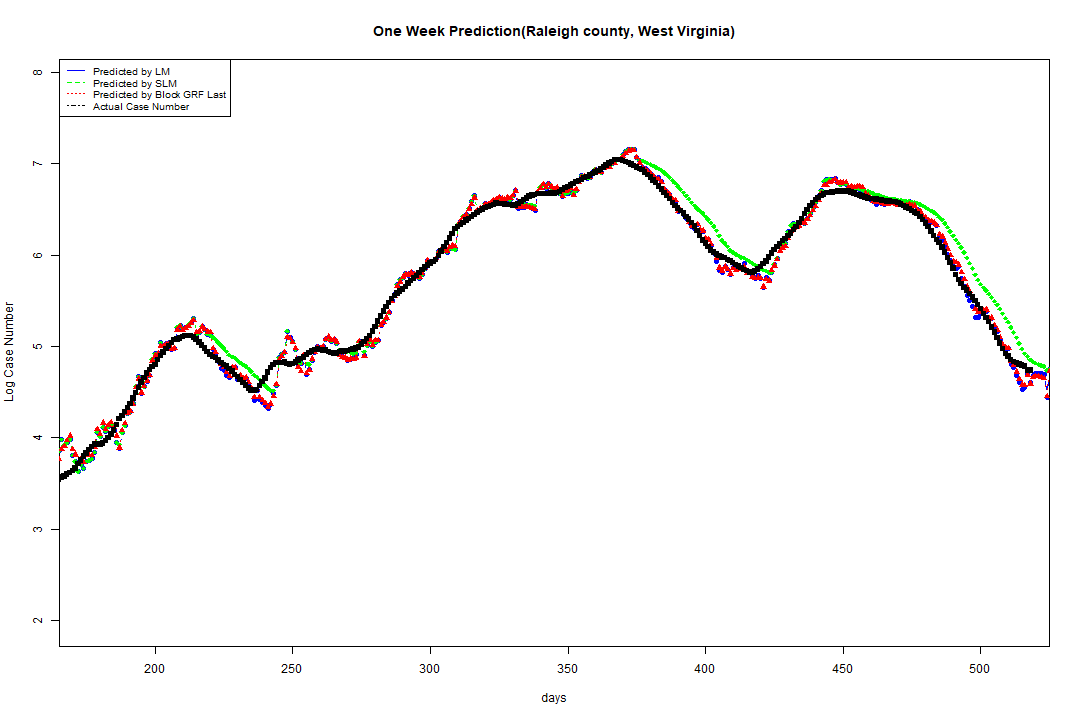 One Week Prediction(Raleigh county, West Virginia)
Predicted by LM
Predicted by SLM
Predicted by Block GRF Last
Actual Case Number
8
7
6
5
4
3
2
Log Case Number
200 250 300 350 400 450 500
days